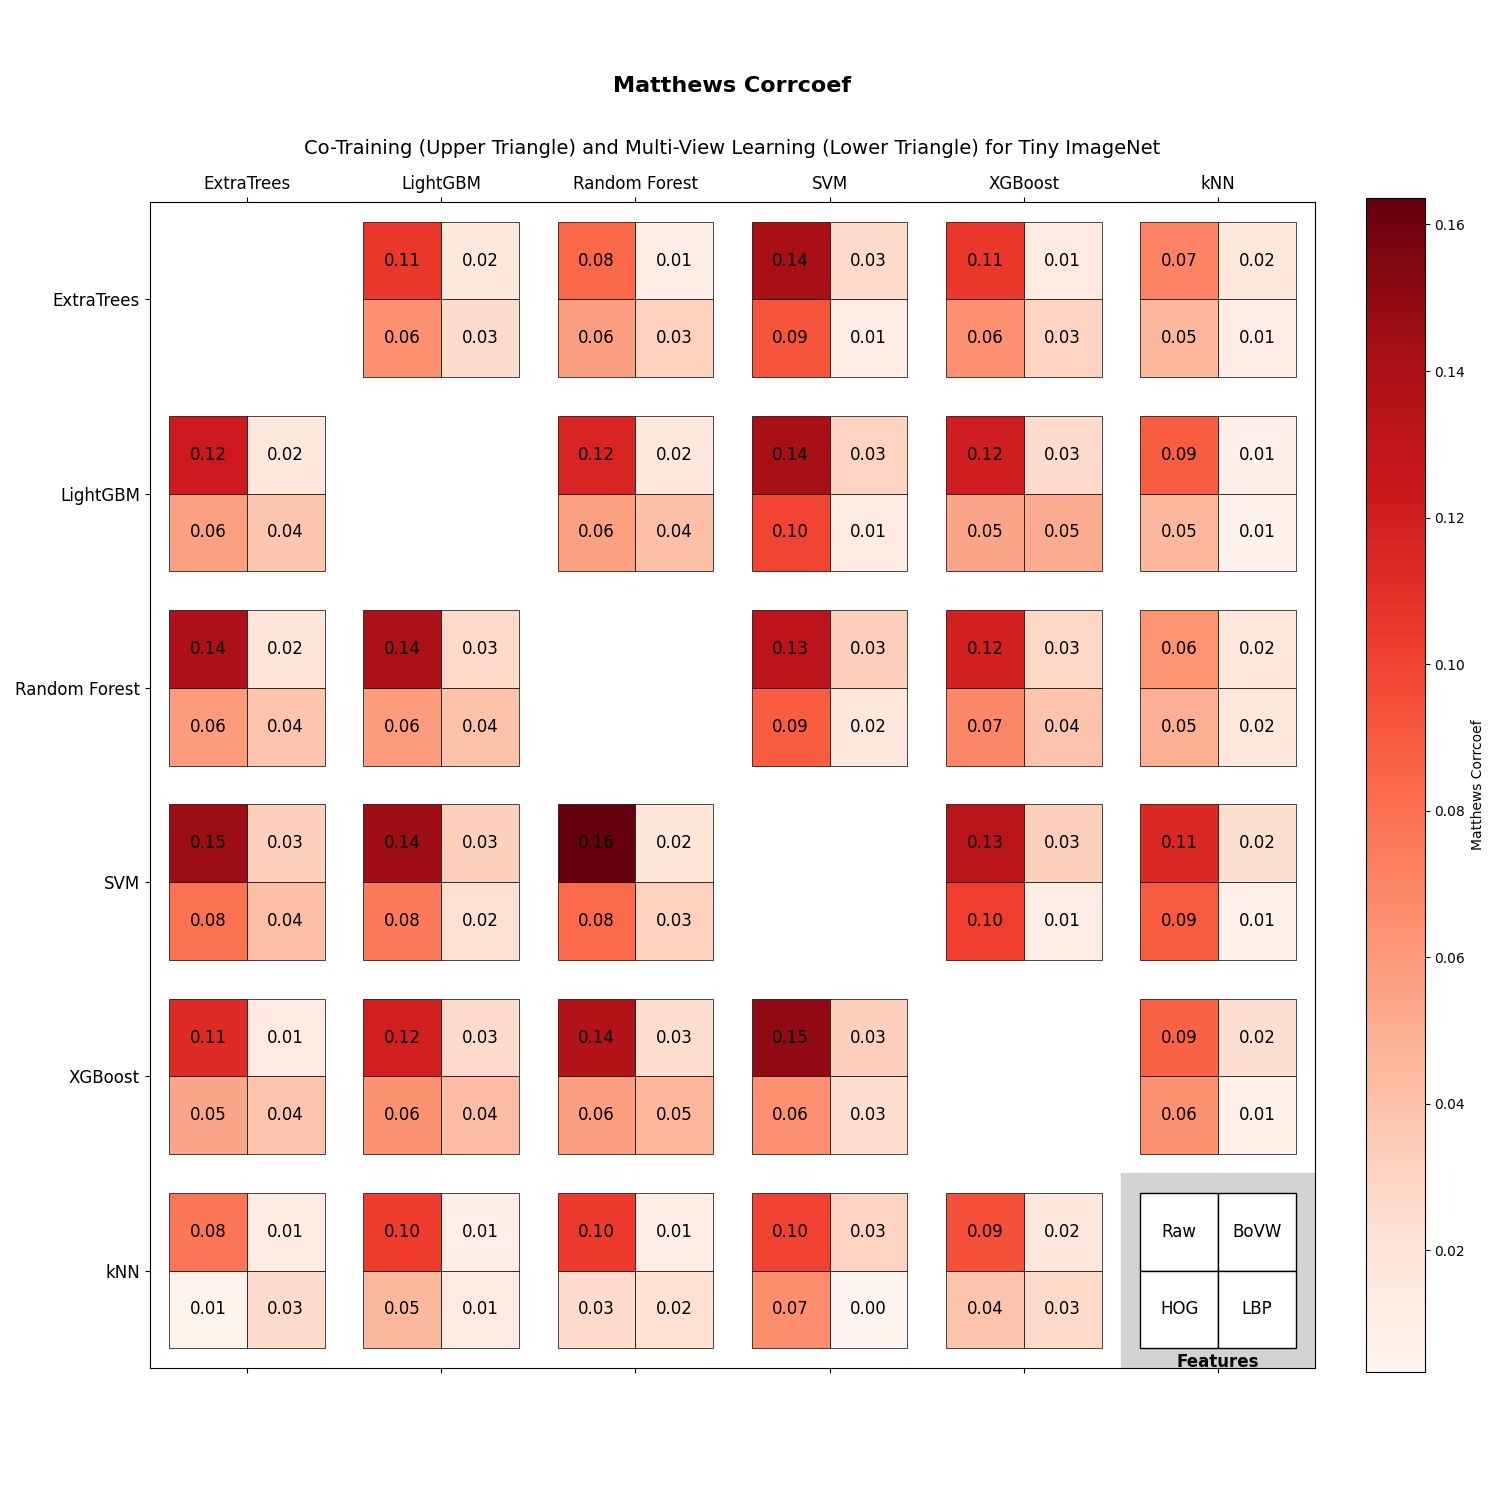 Matthews Corrcoef
Co-Training (Upper Triangle) and Multi-View Learning (Lower Triangle) for Tiny ImageNet
ExtraTrees LightGBM Random Forest SVM XGBoost kNN
0.11 0.02 0.08 0.01 0.14 0.03 0.11 0.01 0.07 0.02
ExtraTrees
0.06 0.03 0.06 0.03 0.09 0.01 0.06 0.03 0.05 0.01
0.12 0.02 0.12 0.02 0.14 0.03 0.12 0.03 0.09 0.01
LightGBM
0.06 0.04 0.06 0.04 0.10 0.01 0.05 0.05 0.05 0.01
0.14 0.02 0.14 0.03 0.13 0.03 0.12 0.03 0.06 0.02
Random Forest
0.06 0.04 0.06 0.04 0.09 0.02 0.07 0.04 0.05 0.02
0.15 0.03 0.14 0.03 0.16 0.02 0.13 0.03 0.11 0.02
SVM
0.08 0.04 0.08 0.02 0.08 0.03 0.10 0.01 0.09 0.01
0.11 0.01 0.12 0.03 0.14 0.03 0.15 0.03 0.09 0.02
XGBoost
0.05 0.04 0.06 0.04 0.06 0.05 0.06 0.03 0.06 0.01
0.08 0.01 0.10 0.01 0.10 0.01 0.10 0.03 0.09 0.02 Raw BoVW
kNN
0.01 0.03 0.05 0.01 0.03 0.02 0.07 0.00 0.04 0.03 HOG LBP
Features
0.16
0.14
0.12
0.10
0.08
0.06
0.04
0.02
Matthews Corrcoef